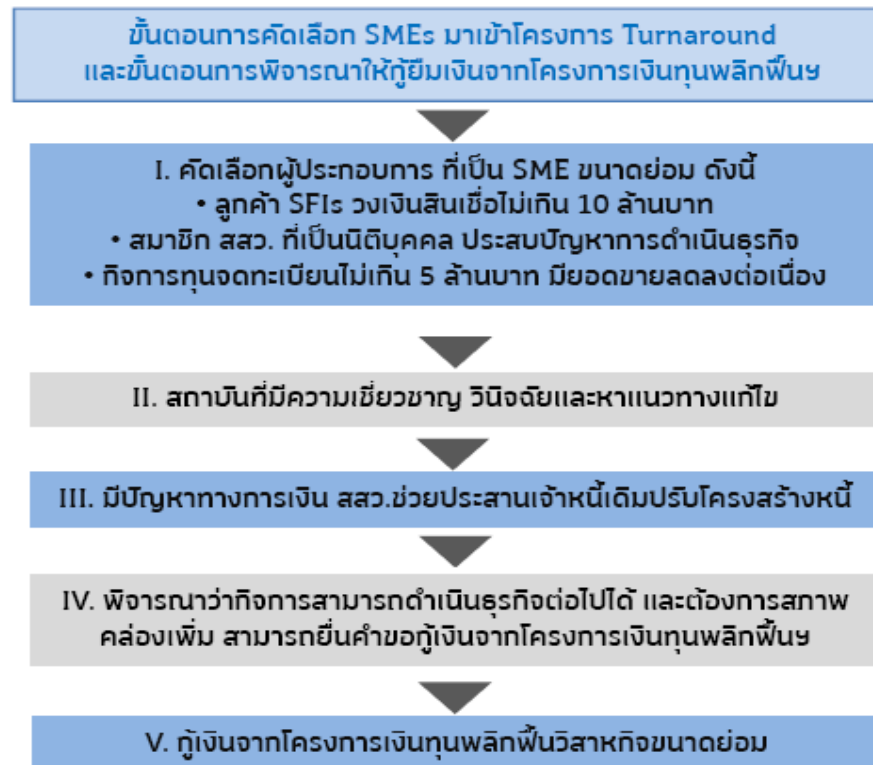 ขั้นตอนการคัดเลือก SMEs มาเข้าโครงการ Turnaround
และขั้นตอนการพิจารณาให้กู้ยืมเงินจากโครงการเงินทุนพลิกฟื้นฯ
I. คัดเลือกผู้ประกอบการ ที่เป็น SME ขนาดย่อม ดังนี้
• ลูกค้า SFIs วงเงินสินเชื่อไม่เกิน 10 ล้านบาท
• สมาชิก สสว. ที่เป็นนิติบุคคล ประสบปัญหาการดำเนินธุรกิจ
• กิจการทุนจดทะเบียนไม่เกิน 5 ล้านบาท มียอดขายลดลงต่อเนื่อง
II. สถาบันที่มีความเชี่ยวชาญ วินิจฉัยและหาแนวทางแก้ไข
III. มีปัญหาทางการเงิน สสว.ช่วยประสานเจ้าหนี้เดิมปรับโครงสร้างหนี้
IV. พิจารณาว่ากิจการสามารถดำเนินธุรกิจต่อไปได้ และต้องการสภาพ
คล่องเพิ่ม สามารถยื่นคำขอกู้เงินจากโครงการเงินทุนพลิกฟื้นฯ
V. กู้เงินจากโครงการเงินทุนพลิกฟื้นวิสาหกิจขนาดย่อม